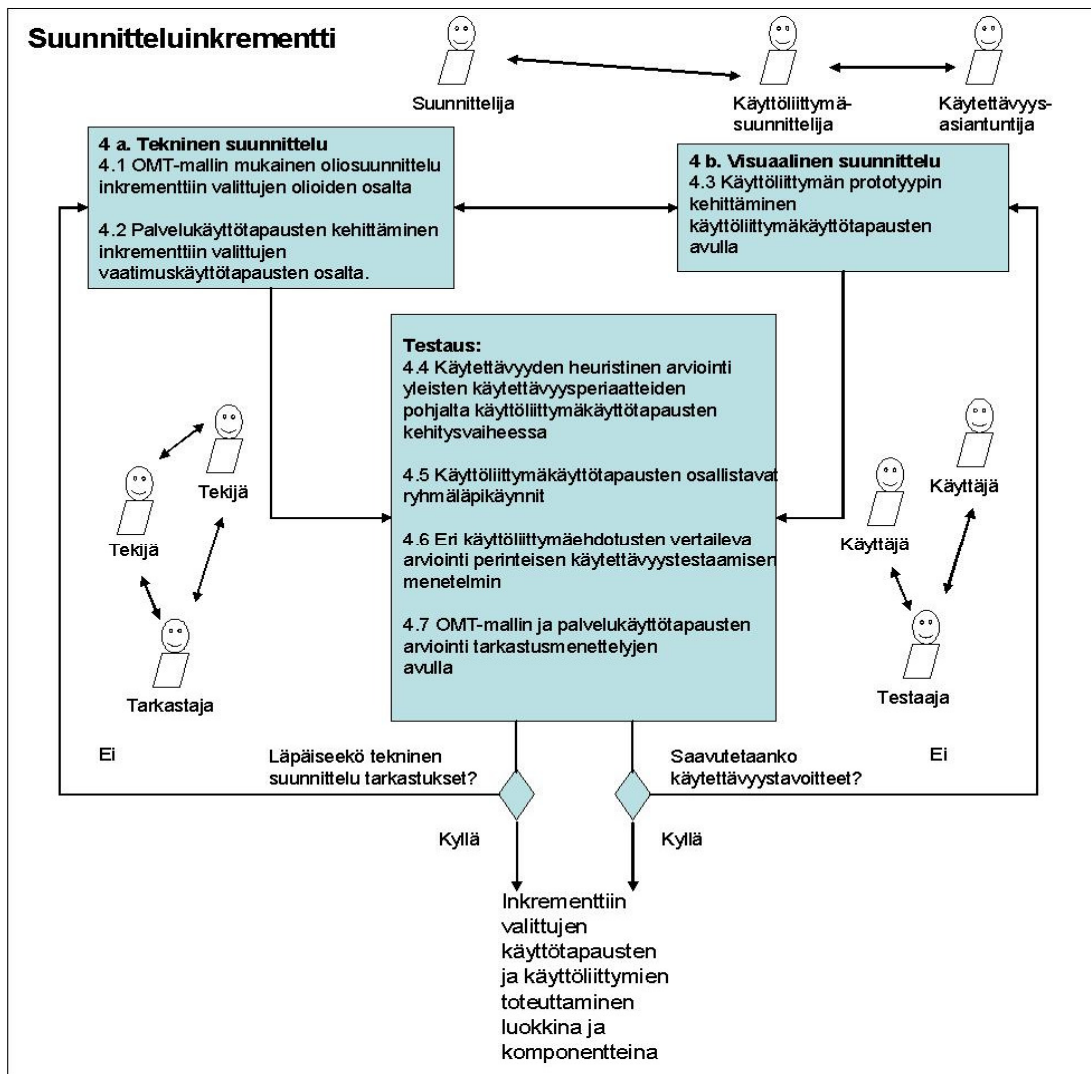 Suunnitteluinkrementti
Suunnittelija
Käyttöliittymä-
suunnittelija
Käytettävyys-
asiantuntija
4 a. Tekninen suunnittelu
4.1 OMT-mallin mukainen oliosuunnittelu
inkrementtiin valittujen olioiden osalta
4.2 Palvelukäyttötapausten kehittäminen
inkrementtiin valittujen
vaatimuskäyttötapausten osalta.
4 b. Visuaalinen suunnittelu
4.3 Käyttöliittymän prototyypin
kehittäminen
käyttöliittymäkäyttötapausten
avulla
Testaus:
4.4 Käytettävyyden heuristinen arviointi
yleisten käytettävyysperiaatteiden
pohjalta käyttöliittymäkäyttötapausten
kehitysvaiheessa
4.5 Käyttöliittymäkäyttötapausten osallistavat
ryhmäläpikäynnit
4.6 Eri käyttöliittymäehdotusten vertaileva
arviointi perinteisen käytettävyystestaamisen
menetelmin
4.7 OMT-mallin ja palvelukäyttötapausten
arviointi tarkastusmenettelyjen
avulla
Tekijä
Tekijä
Tarkastaja
Käyttäjä
Käyttäjä
Testaaja
Ei
Läpäiseekö tekninen
suunnittelu tarkastukset?
Saavutetaanko
käytettävyystavoitteet?
Ei
Kyllä
Kyllä
Inkrementtiin
valittujen
käyttötapausten
ja käyttöliittymien
toteuttaminen
luokkina ja
komponentteina